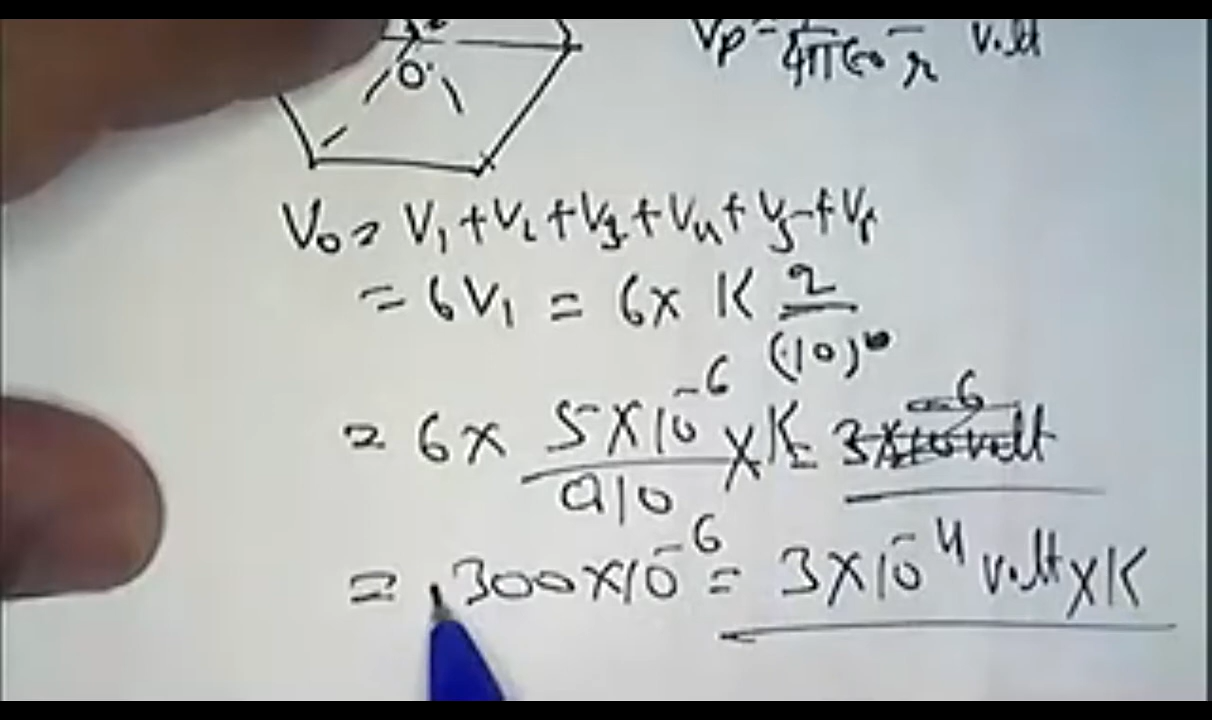 Vp = 1/4πε₀ r volt
O
V₀ = V₁ + V₂ + V₃ + V₄ + V₅ + V₆
= 6V₁ = 6 × K 2/(.10)
= 6 × 5×10⁻⁶/0.10 × K =
= 300×10⁻⁶ = 3×10⁻⁴ volt × K